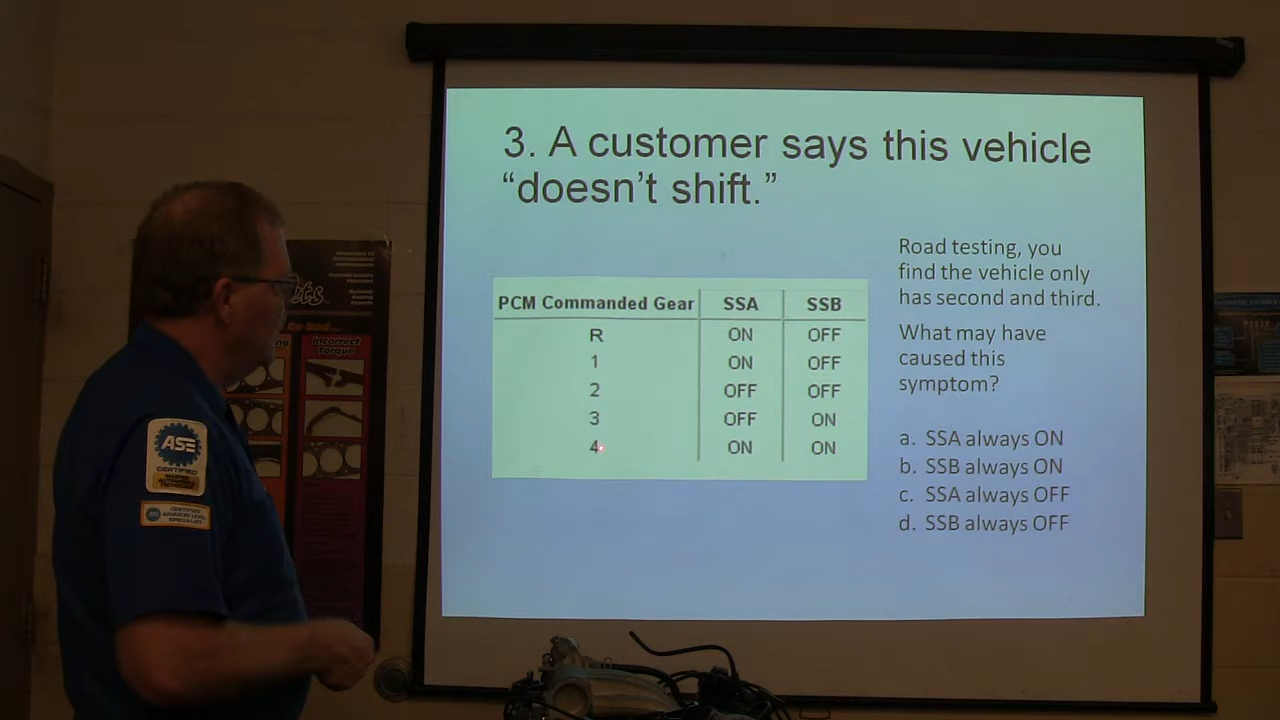 3. A customer says this vehicle
“doesn’t shift.”
Road testing, you
find the vehicle only
has second and third.
What may have
caused this
symptom?
a. SSA always ON
b. SSB always ON
c. SSA always OFF
d. SSB always OFF
PCM Commanded Gear SSA SSB
R ON OFF
1 ON OFF
2 OFF OFF
3 OFF ON
4 ON ON
ASE
CERTIFIED
Incorrect
Torque